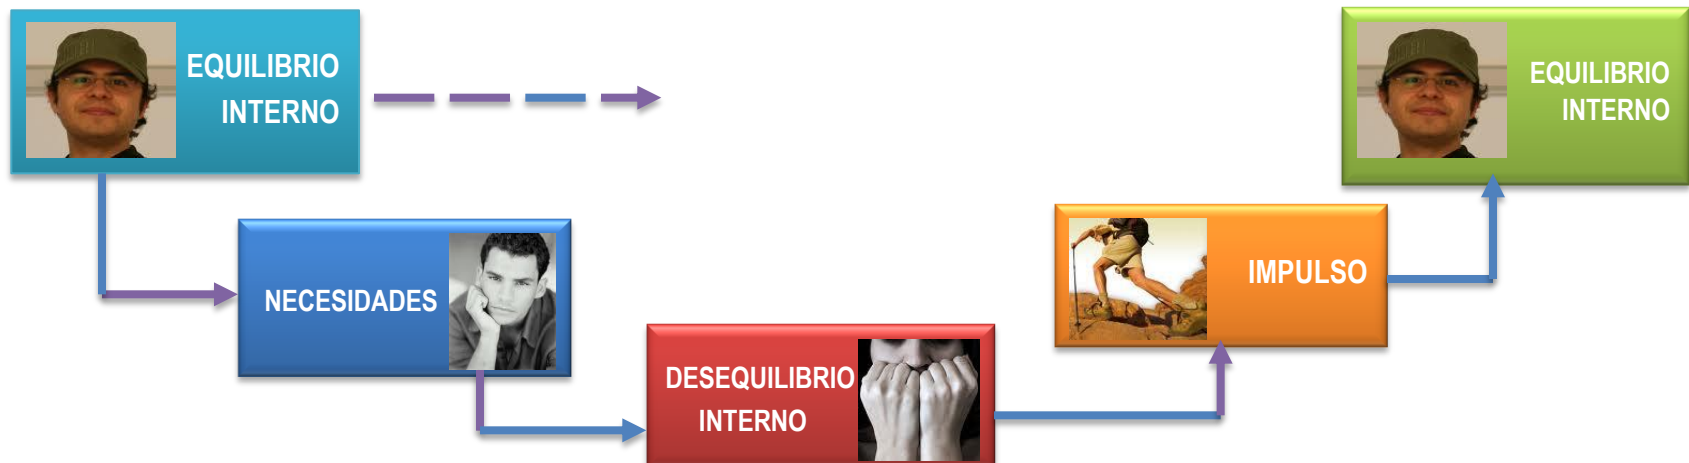 EQUILIBRIO
INTERNO
NECESIDADES
DESEQUILIBRIO
INTERNO
IMPULSO
EQUILIBRIO
INTERNO